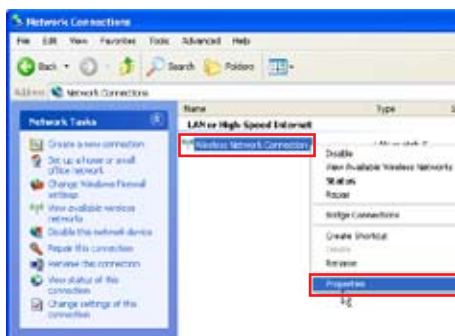 Network Connections
File Edit View Favorites Tools Advanced Help
Back Search Folders
Address Network Connections
Name Type
LAN or High-Speed Internet
Wireless Network Connection
Network Tasks
Create a new connection
Set up a home or small
office network
Change Windows Firewall
settings
View available wireless
networks
Disable this network device
Repair this connection
Rename this connection
View status of this
connection
Change settings of this
connection
Disable
View Available Wireless Networks
Status
Repair
Bridge Connections
Create Shortcut
Delete
Rename
Properties